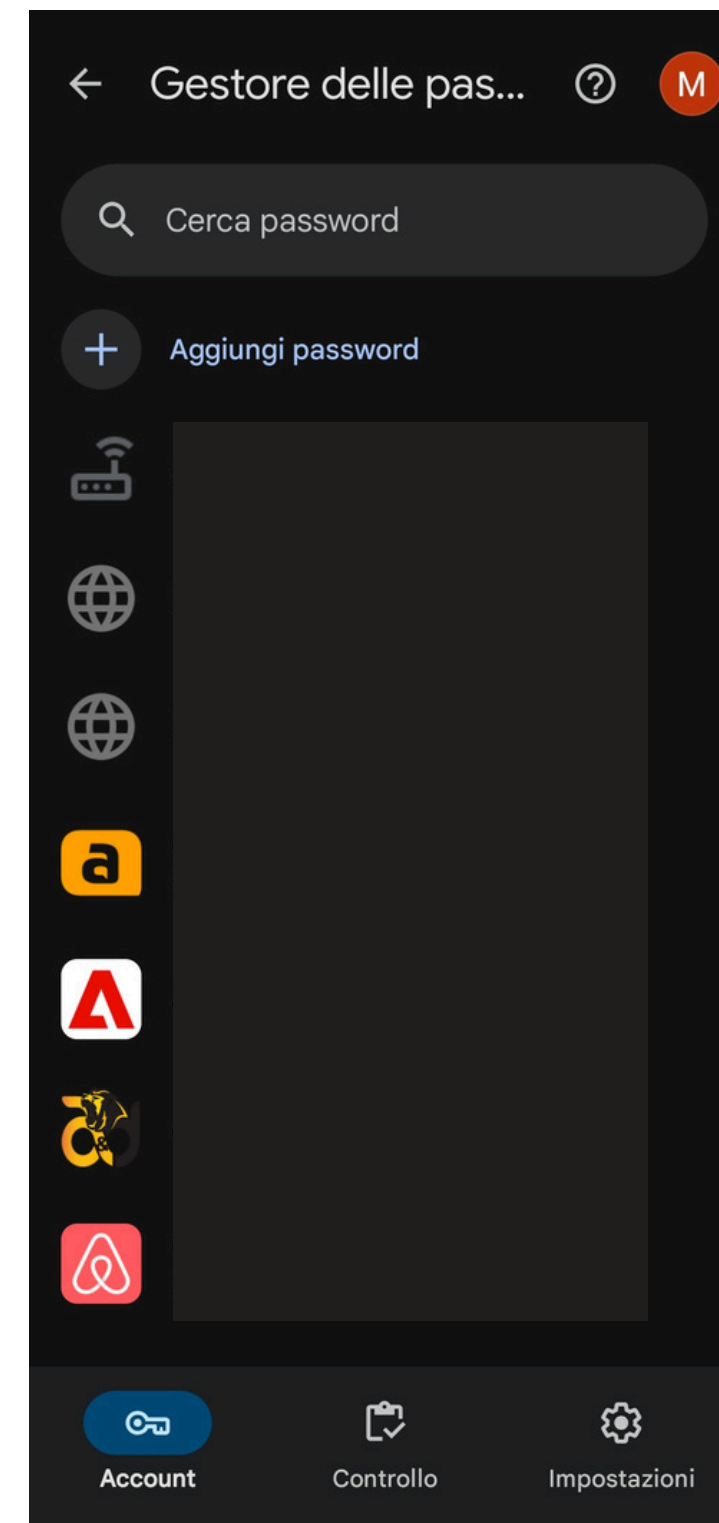 Gestore delle pas...
M
Cerca password
Aggiungi password
a
a&d
Account
Controllo
Impostazioni